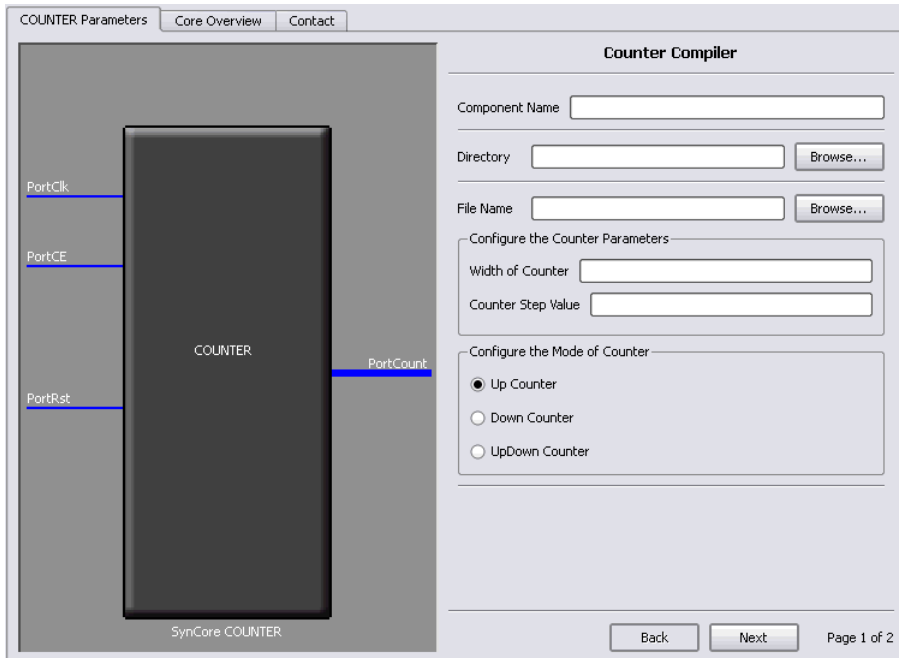 COUNTER Parameters
Core Overview
Contact
PortClk
PortCE
PortRst
COUNTER
PortCount
SynCore COUNTER
Counter Compiler
Component Name
Directory
Browse...
File Name
Browse...
Configure the Counter Parameters
Width of Counter
Counter Step Value
Configure the Mode of Counter
Up Counter
Down Counter
UpDown Counter
Back
Next
Page 1 of 2